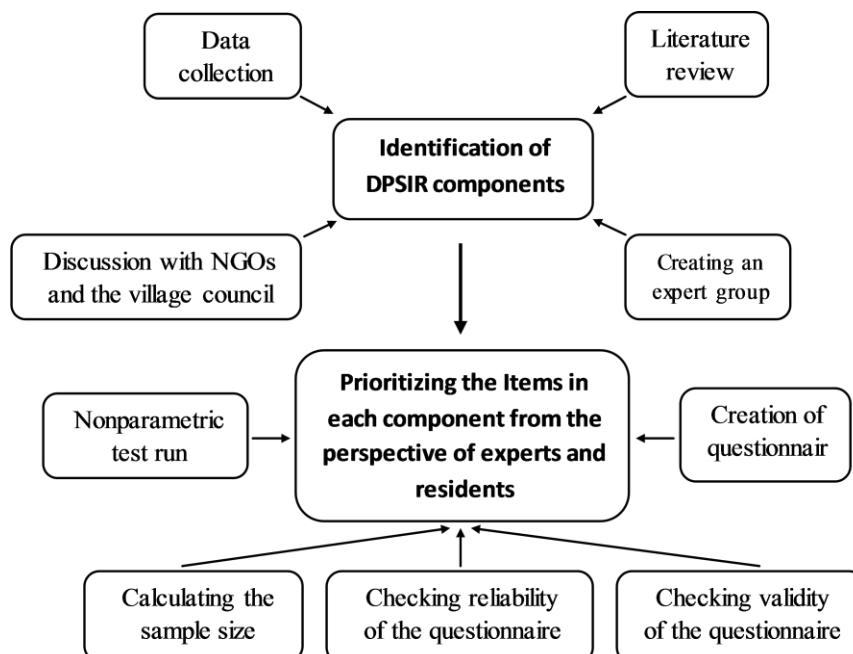 Data
collection
Literature
review
Identification of
DPSIR components
Discussion with NGOs
and the village council
Creating an
expert group
Prioritizing the Items in
each component from the
perspective of experts and
residents
Nonparametric
test run
Creation of
questionnair
Calculating the
sample size
Checking reliability
of the questionnaire
Checking validity
of the questionnaire